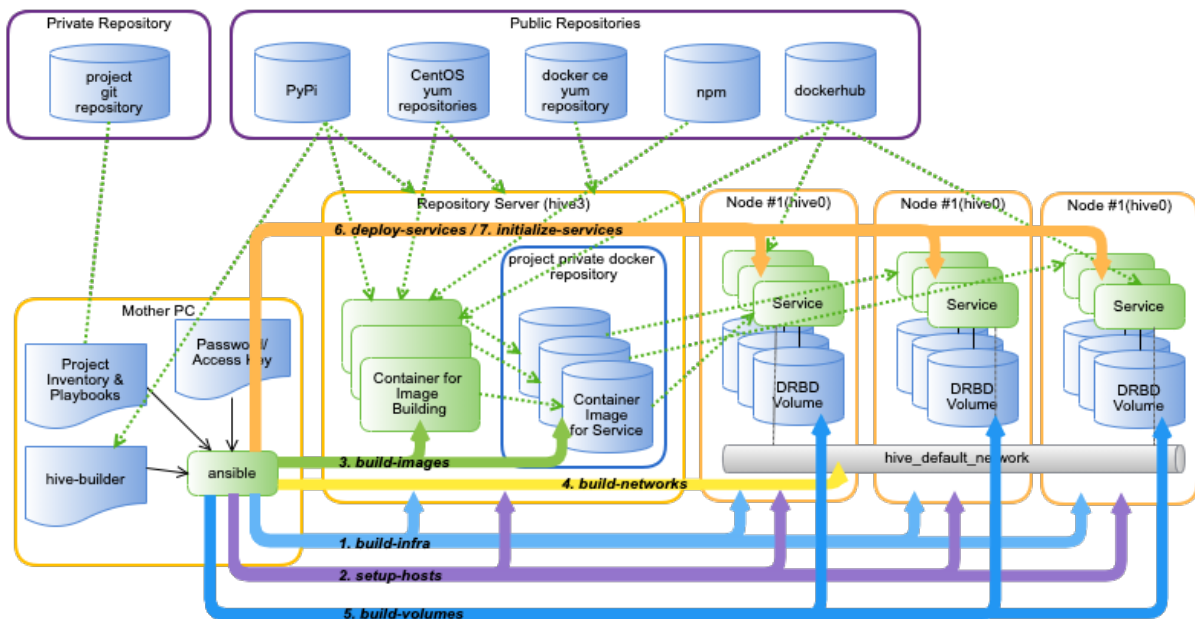 Private Repository
Public Repositories
project
git
repository
PyPi
CentOS
yum
repositories
docker ce
yum
repository
npm
dockerhub
Repository Server (hive3)
Node #1(hive0)
Node #1(hive0)
Node #1(hive0)
6. deploy-services / 7. initialize-services
project private docker
repository
Mother PC
Project
Inventory &
Playbooks
Password/
Access Key
Container for
Image
Building
Container
Image
for Service
Service
Service
Service
DRBD
Volume
DRBD
Volume
DRBD
Volume
hive-builder
ansible
3. build-images
hive_default_network
4. build-networks
1. build-infra
2. setup-hosts
5. build-volumes